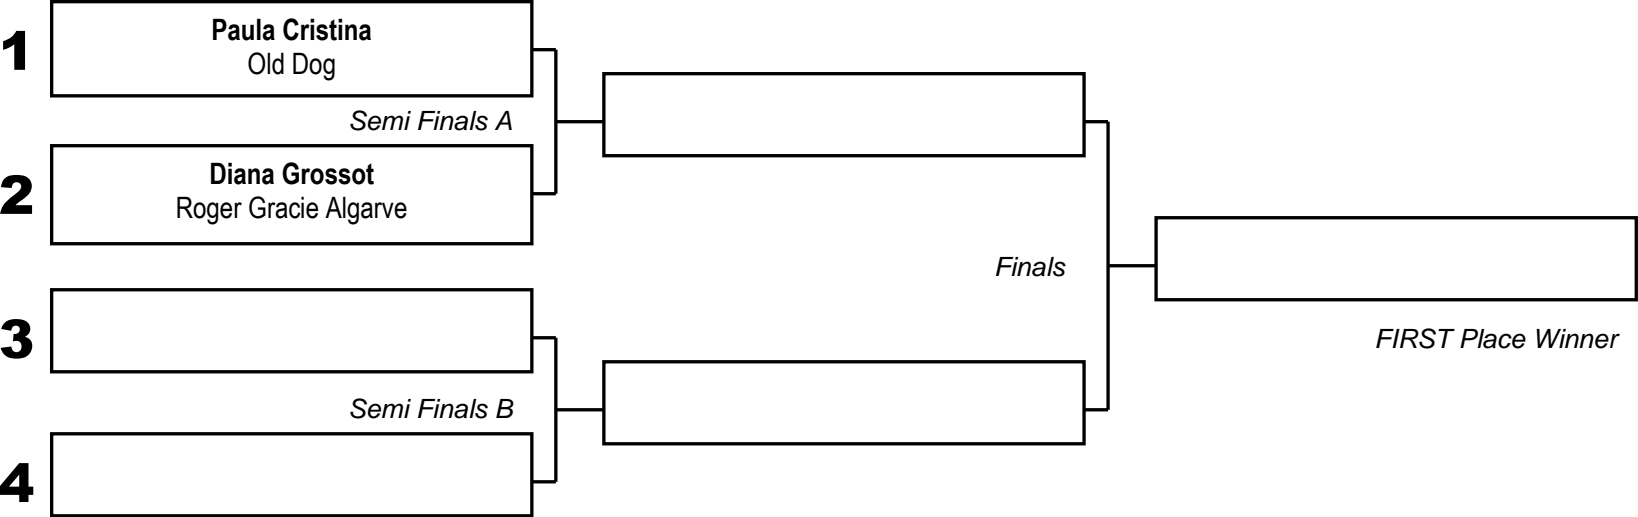 1
Paula Cristina
Old Dog
Semi Finals A
2
Diana Grossot
Roger Gracie Algarve
Finals
3
FIRST Place Winner
Semi Finals B
4